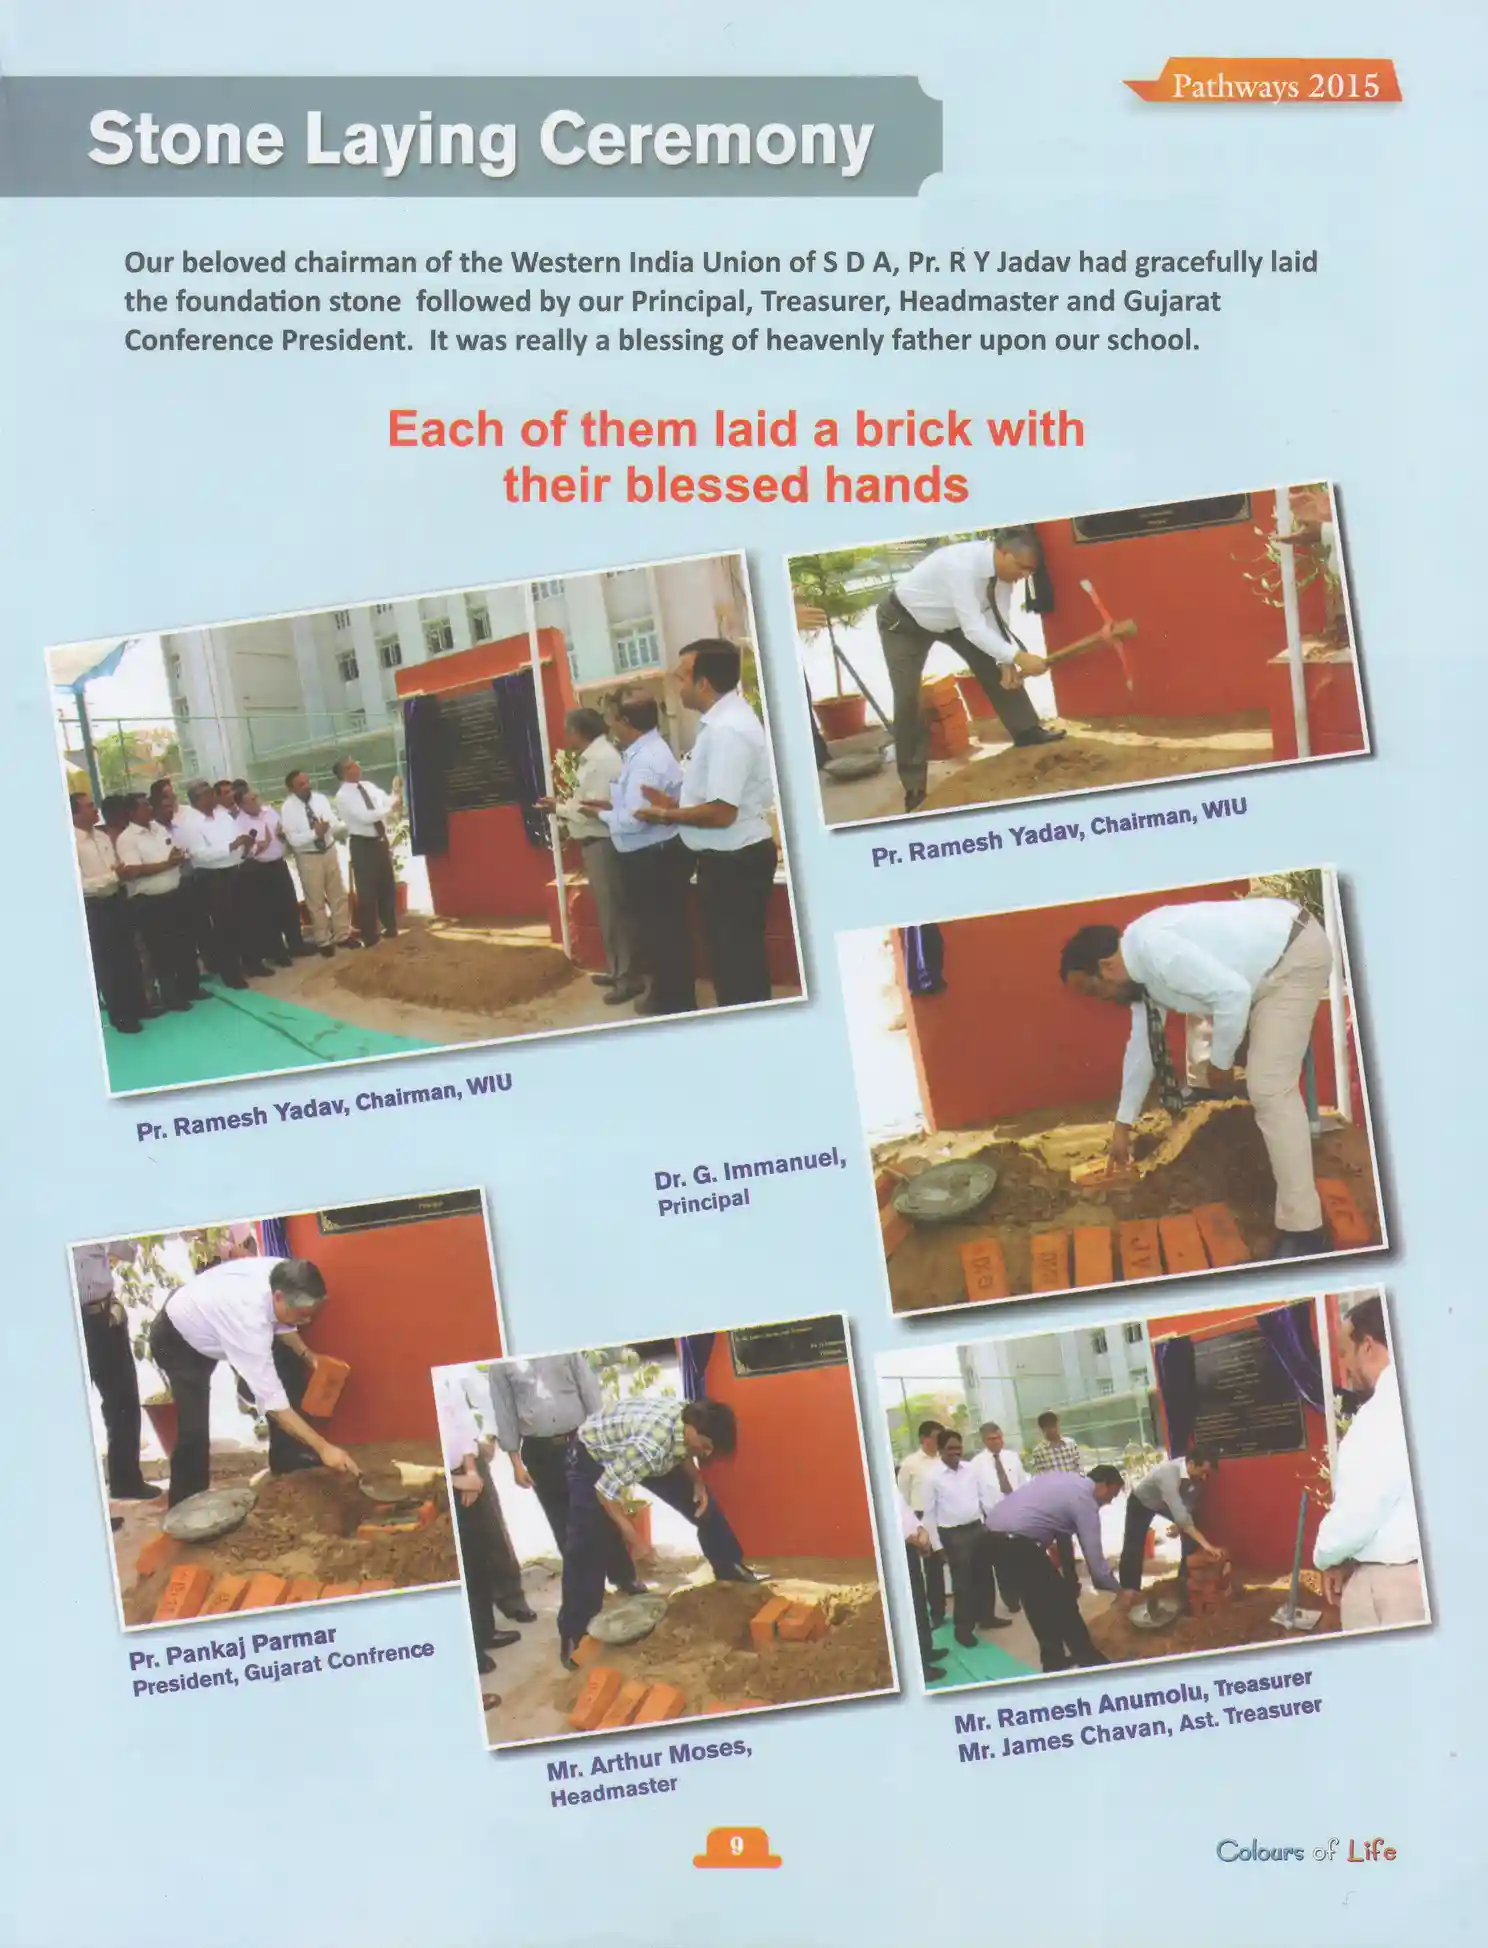 Pathways 2015
Stone Laying Ceremony
Our beloved chairman of the Western India Union of S D A, Pr. R Y Jadav had gracefully laid
the foundation stone followed by our Principal, Treasurer, Headmaster and Gujarat
Conference President. It was really a blessing of heavenly father upon our school.
Each of them laid a brick with
their blessed hands
Pr. Ramesh Yadav, Chairman, WIU
Pr. Ramesh Yadav, Chairman, WIU
Dr. G. Immanuel,
Principal
Pr. Pankaj Parmar
President, Gujarat Confrence
Mr. Arthur Moses,
Headmaster
Mr. Ramesh Anumolu, Treasurer
Mr. James Chavan, Ast. Treasurer
9
Colours of Life